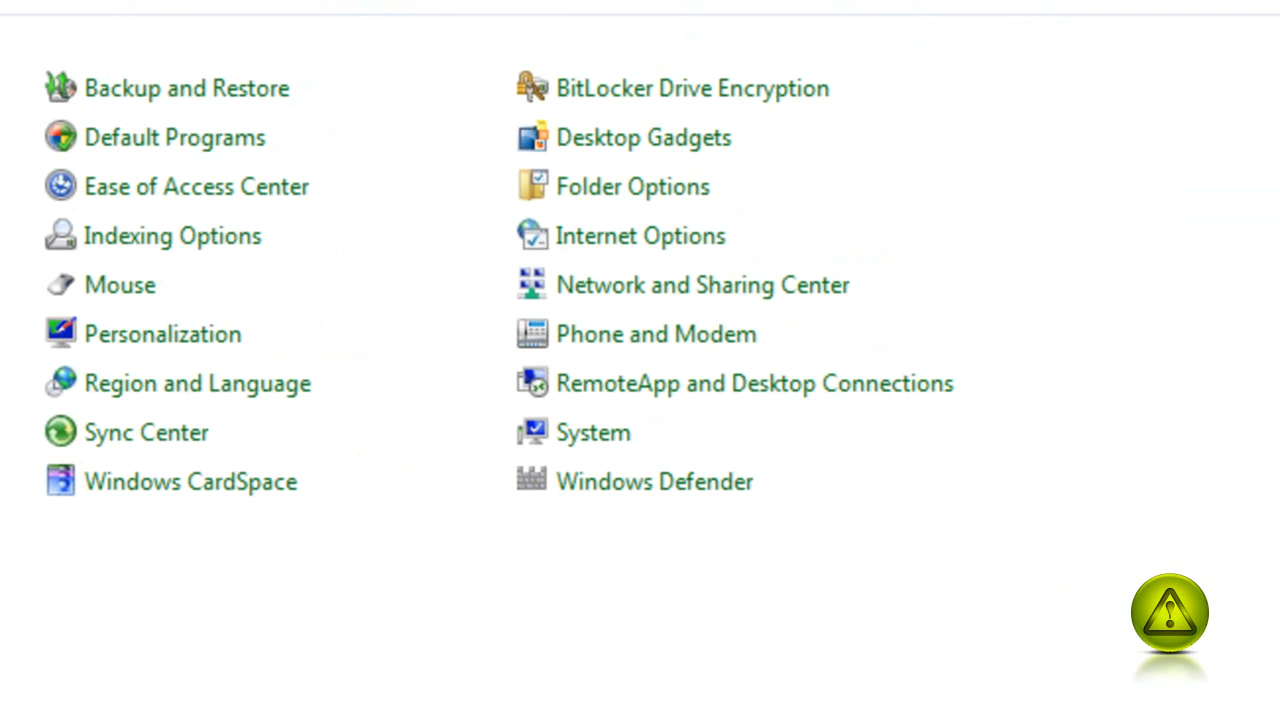 Backup and Restore
BitLocker Drive Encryption
Default Programs
Desktop Gadgets
Ease of Access Center
Folder Options
Indexing Options
Internet Options
Mouse
Network and Sharing Center
Personalization
Phone and Modem
Region and Language
RemoteApp and Desktop Connections
Sync Center
System
Windows CardSpace
Windows Defender